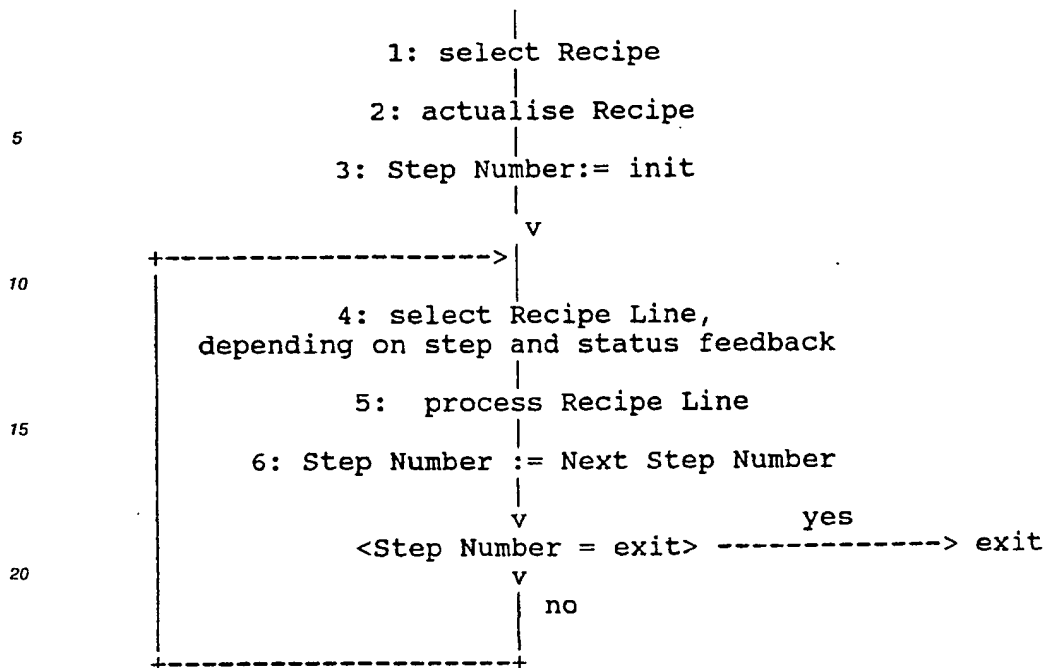 1: select Recipe
2: actualise Recipe
5
3: Step Number:= init
v
+--------------------->
10
4: select Recipe Line,
depending on step and status feedback
5: process Recipe Line
15
6: Step Number := Next Step Number
v
yes
<Step Number = exit> --------------> exit
20
v
no
+----------------------+